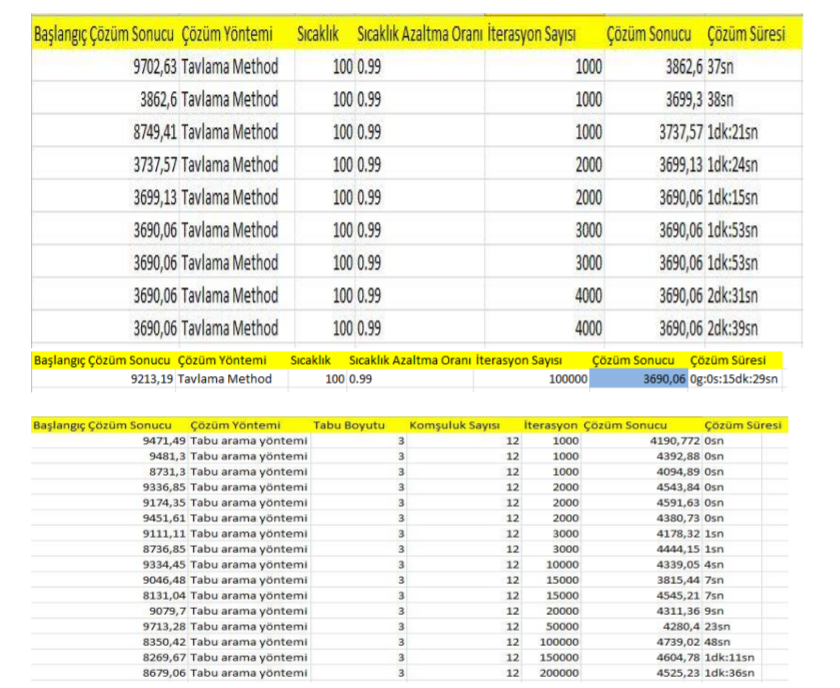 Başlangıç Çözüm Sonucu Çözüm Yöntemi Sıcaklık Sıcaklık Azaltma Oranı İterasyon Sayısı Çözüm Sonucu Çözüm Süresi
9702,63 Tavlama Method 100 0.99 1000 3862,6 37sn
3862,6 Tavlama Method 100 0.99 1000 3699,3 38sn
8749,41 Tavlama Method 100 0.99 1000 3737,57 1dk:21sn
3737,57 Tavlama Method 100 0.99 2000 3699,13 1dk:24sn
3699,13 Tavlama Method 100 0.99 2000 3690,06 1dk:15sn
3690,06 Tavlama Method 100 0.99 3000 3690,06 1dk:53sn
3690,06 Tavlama Method 100 0.99 3000 3690,06 1dk:53sn
3690,06 Tavlama Method 100 0.99 4000 3690,06 2dk:31sn
3690,06 Tavlama Method 100 0.99 4000 3690,06 2dk:39sn
Başlangıç Çözüm Sonucu Çözüm Yöntemi Sıcaklık Sıcaklık Azaltma Oranı İterasyon Sayısı Çözüm Sonucu Çözüm Süresi
9213,19 Tavlama Method 100 0.99 100000 3690,06 0g:0s:15dk:29sn
Başlangıç Çözüm Sonucu Çözüm Yöntemi Tabu Boyutu Komşuluk Sayısı İterasyon Çözüm Sonucu Çözüm Süresi
9471,49 Tabu arama yöntemi 3 12 1000 4190,772 0sn
9481,3 Tabu arama yöntemi 3 12 1000 4392,88 0sn
8731,3 Tabu arama yöntemi 3 12 1000 4094,89 0sn
9336,85 Tabu arama yöntemi 3 12 2000 4543,84 0sn
9174,35 Tabu arama yöntemi 3 12 2000 4591,63 0sn
9451,61 Tabu arama yöntemi 3 12 2000 4380,73 0sn
9111,11 Tabu arama yöntemi 3 12 3000 4178,32 1sn
8736,85 Tabu arama yöntemi 3 12 3000 4444,15 1sn
9334,45 Tabu arama yöntemi 3 12 10000 4339,05 4sn
9046,48 Tabu arama yöntemi 3 12 15000 3815,44 7sn
8131,04 Tabu arama yöntemi 3 12 15000 4545,21 7sn
9079,7 Tabu arama yöntemi 3 12 20000 4311,36 9sn
9713,28 Tabu arama yöntemi 3 12 50000 4280,4 23sn
8350,42 Tabu arama yöntemi 3 12 100000 4739,02 48sn
8269,67 Tabu arama yöntemi 3 12 150000 4604,78 1dk:11sn
8679,06 Tabu arama yöntemi 3 12 200000 4525,23 1dk:36sn